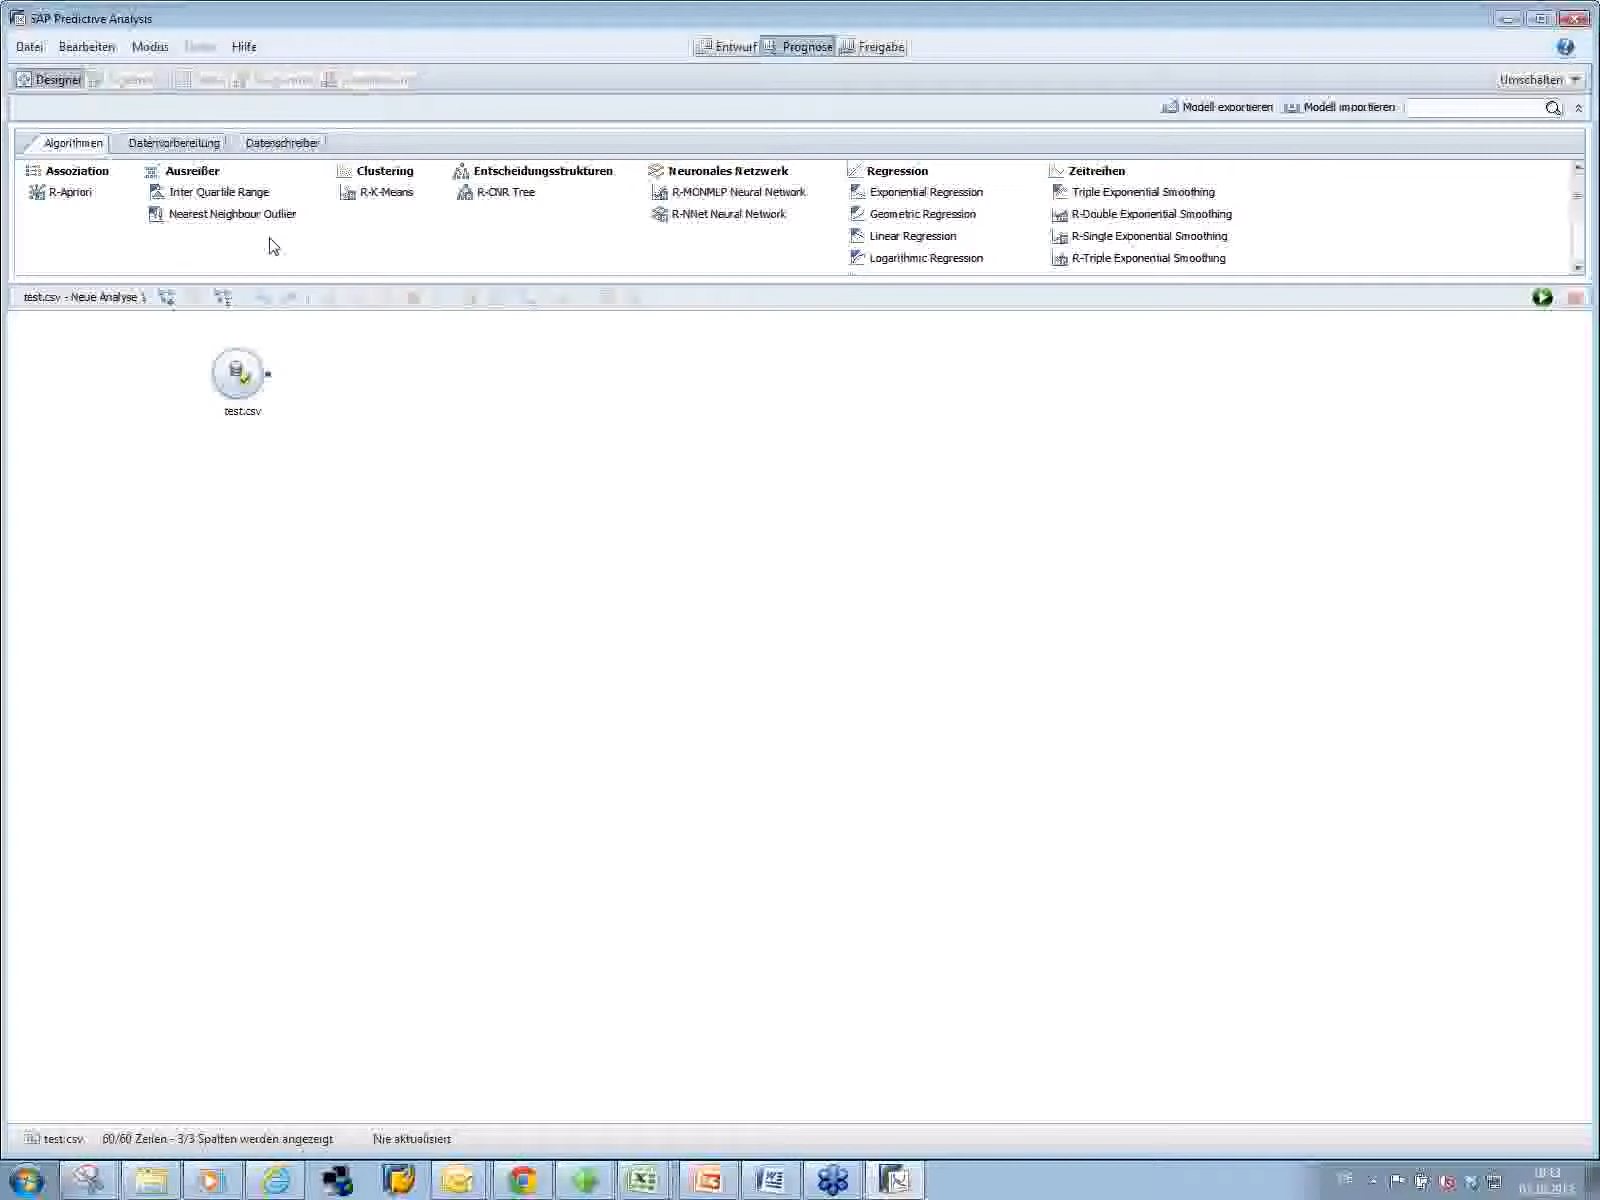 SAP Predictive Analysis
Datei Bearbeiten Modus Hilfe Entwurf Prognose Freigabe
Designer Umschalten
Modell exportieren Modell importieren
Algorithmen Datenvorbereitung Datenschreiber
Assoziation Ausreißer Clustering Entscheidungsstrukturen Neuronales Netzwerk Regression Zeitreihen
R-Apriori Inter Quartile Range R-K-Means R-CNR Tree R-MONMLP Neural Network Exponential Regression Triple Exponential Smoothing
Nearest Neighbour Outlier R-NNet Neural Network Geometric Regression R-Double Exponential Smoothing
Linear Regression R-Single Exponential Smoothing
Logarithmic Regression R-Triple Exponential Smoothing
test.csv - Neue Analyse
test.csv
test.csv 60/60 Zeilen - 3/3 Spalten werden angezeigt Nie aktualisiert